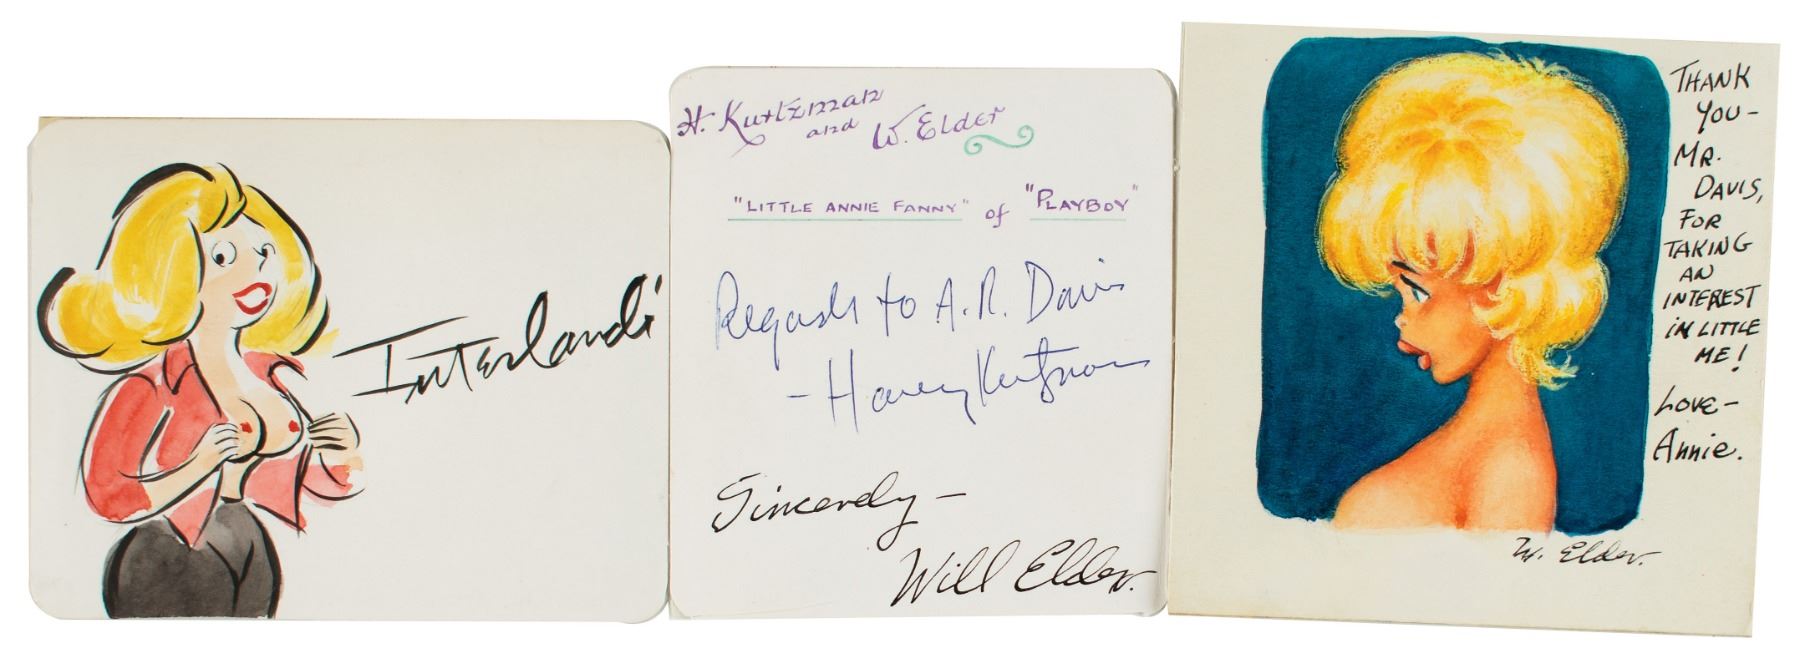 Interlandi
H. Kurtzman
and W. Elder
"LITTLE ANNIE FANNY" of "PLAYBOY"
Regards to A.R. Davis
- Harvey Kurtzman
Sincerely -
Will Elder.
THANK
YOU -
MR.
DAVIS,
FOR
TAKING
AN
INTEREST
IN LITTLE
ME!
LOVE -
Annie.
W. Elder.